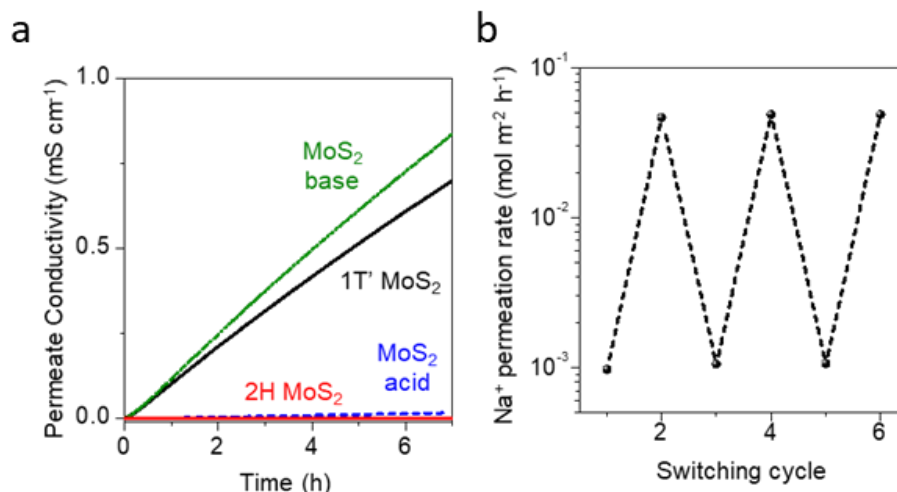 a
Permeate Conductivity (mS cm⁻¹)
1.0
0.5
0.0
MoS₂
base
1T’ MoS₂
MoS₂
acid
2H MoS₂
0 2 4 6
Time (h)
b
Na⁺ permeation rate (mol m⁻² h⁻¹)
10⁻¹
10⁻²
10⁻³
2 4 6
Switching cycle